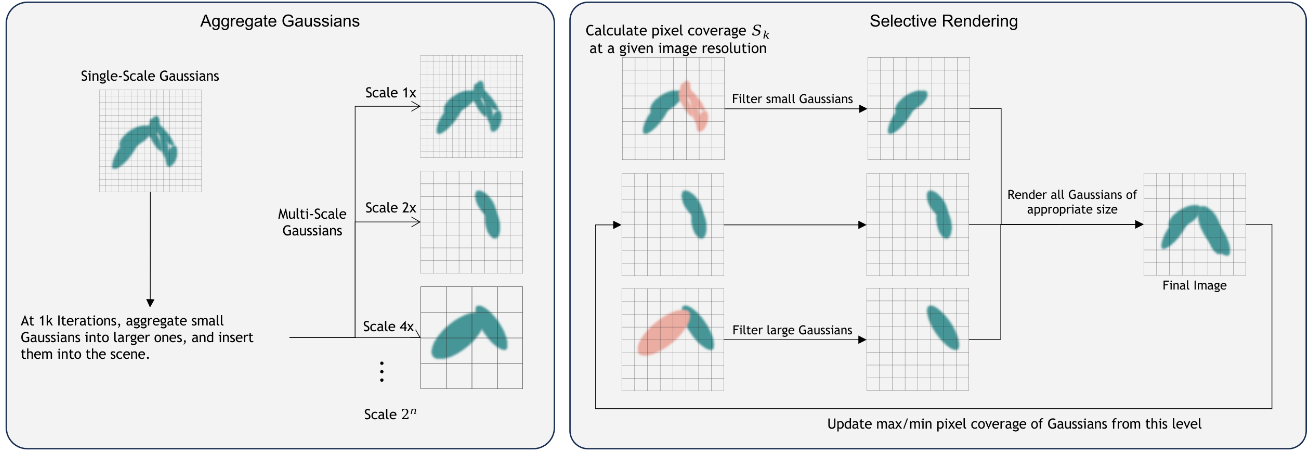 Aggregate Gaussians
Single-Scale Gaussians
Scale 1x
Multi-Scale
Gaussians
Scale 2x
At 1k Iterations, aggregate small
Gaussians into larger ones, and insert
them into the scene.
Scale 4x
⋮
Scale 2ⁿ
Selective Rendering
Calculate pixel coverage Sₖ
at a given image resolution
Filter small Gaussians
Render all Gaussians of
appropriate size
Final Image
Filter large Gaussians
Update max/min pixel coverage of Gaussians from this level